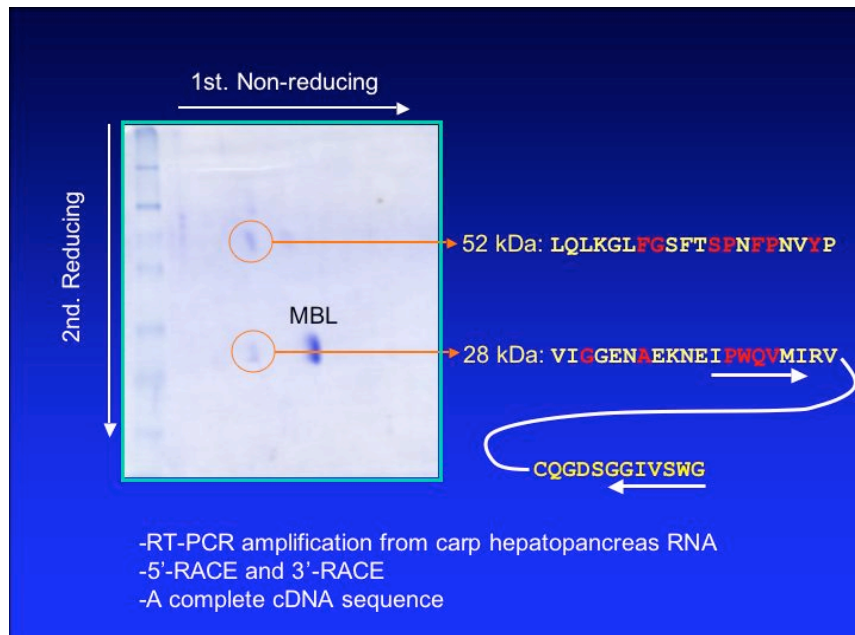 1st. Non-reducing
2nd. Reducing
52 kDa: LQLKGLFGSFTSPNFPNVYP
MBL
28 kDa: VIGGENAEKNEIPWQVMIRV
CQGDSGGIVSWG
-RT-PCR amplification from carp hepatopancreas RNA
-5’-RACE and 3’-RACE
-A complete cDNA sequence